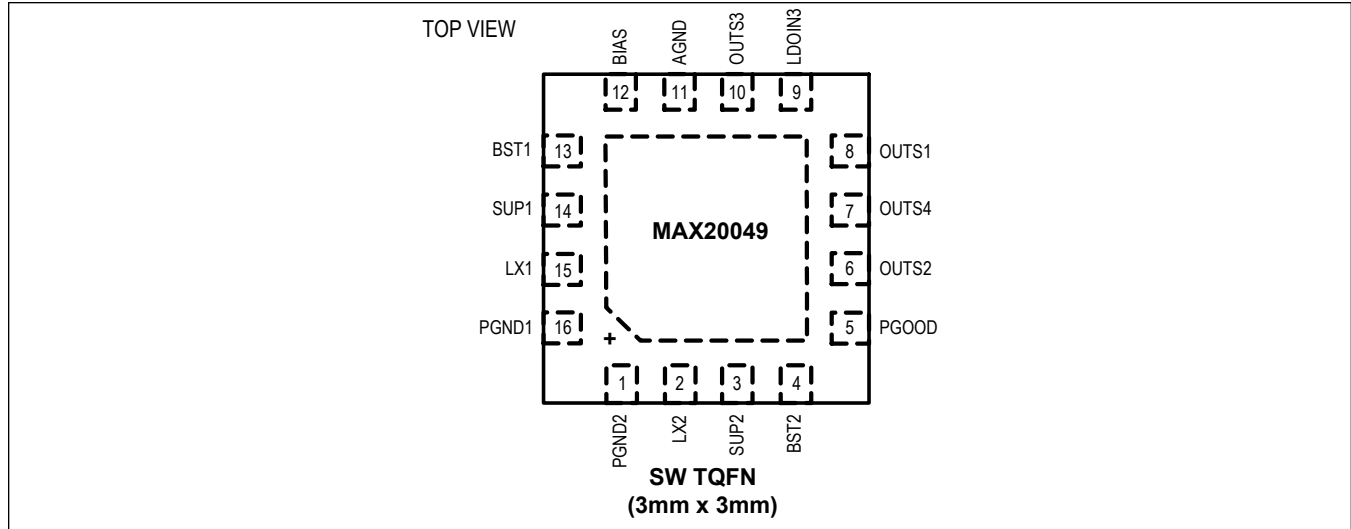 TOP VIEW
BIAS
AGND
OUTS3
LDOIN3
12
11
10
9
BST1
13
8
OUTS1
SUP1
14
7
OUTS4
MAX20049
LX1
15
6
OUTS2
PGND1
16
5
PGOOD
+
1
2
3
4
PGND2
LX2
SUP2
BST2
SW TQFN
(3mm x 3mm)